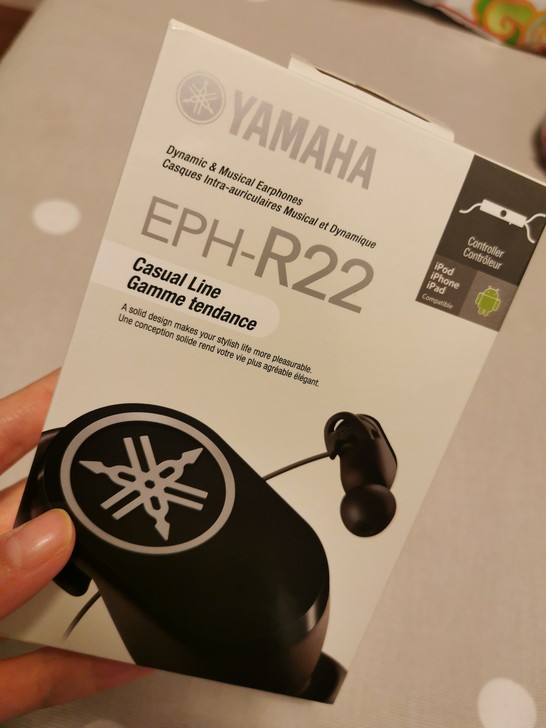 YAMAHA
Dynamic & Musical Earphones
Casques Intra-auriculaires Musical et Dynamique
EPH-R22
Casual Line
Gamme tendance
A solid design makes your stylish life more pleasurable.
Une conception solide rend votre vie plus agréable élégant.
Controller
Contrôleur
iPod
iPhone
iPad
Compatible